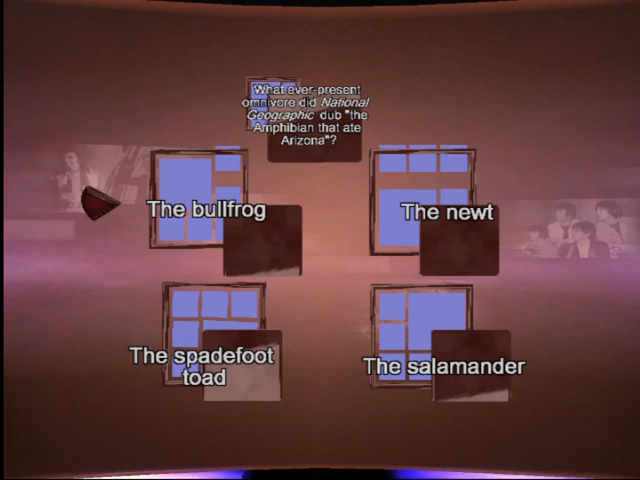 What ever-present
omnivore did National
Geographic dub "the
Amphibian that ate
Arizona"?
The bullfrog
The newt
The spadefoot
toad
The salamander